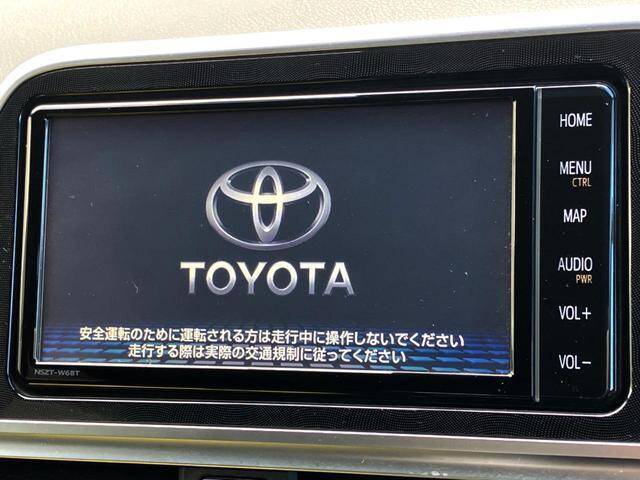 HOME
MENU
CTRL
MAP
AUDIO
PWR
VOL+
VOL-
TOYOTA
安全運転のために運転される方は走行中に操作しないでください
走行する際は実際の交通規制に従ってください
NSZT-W68T